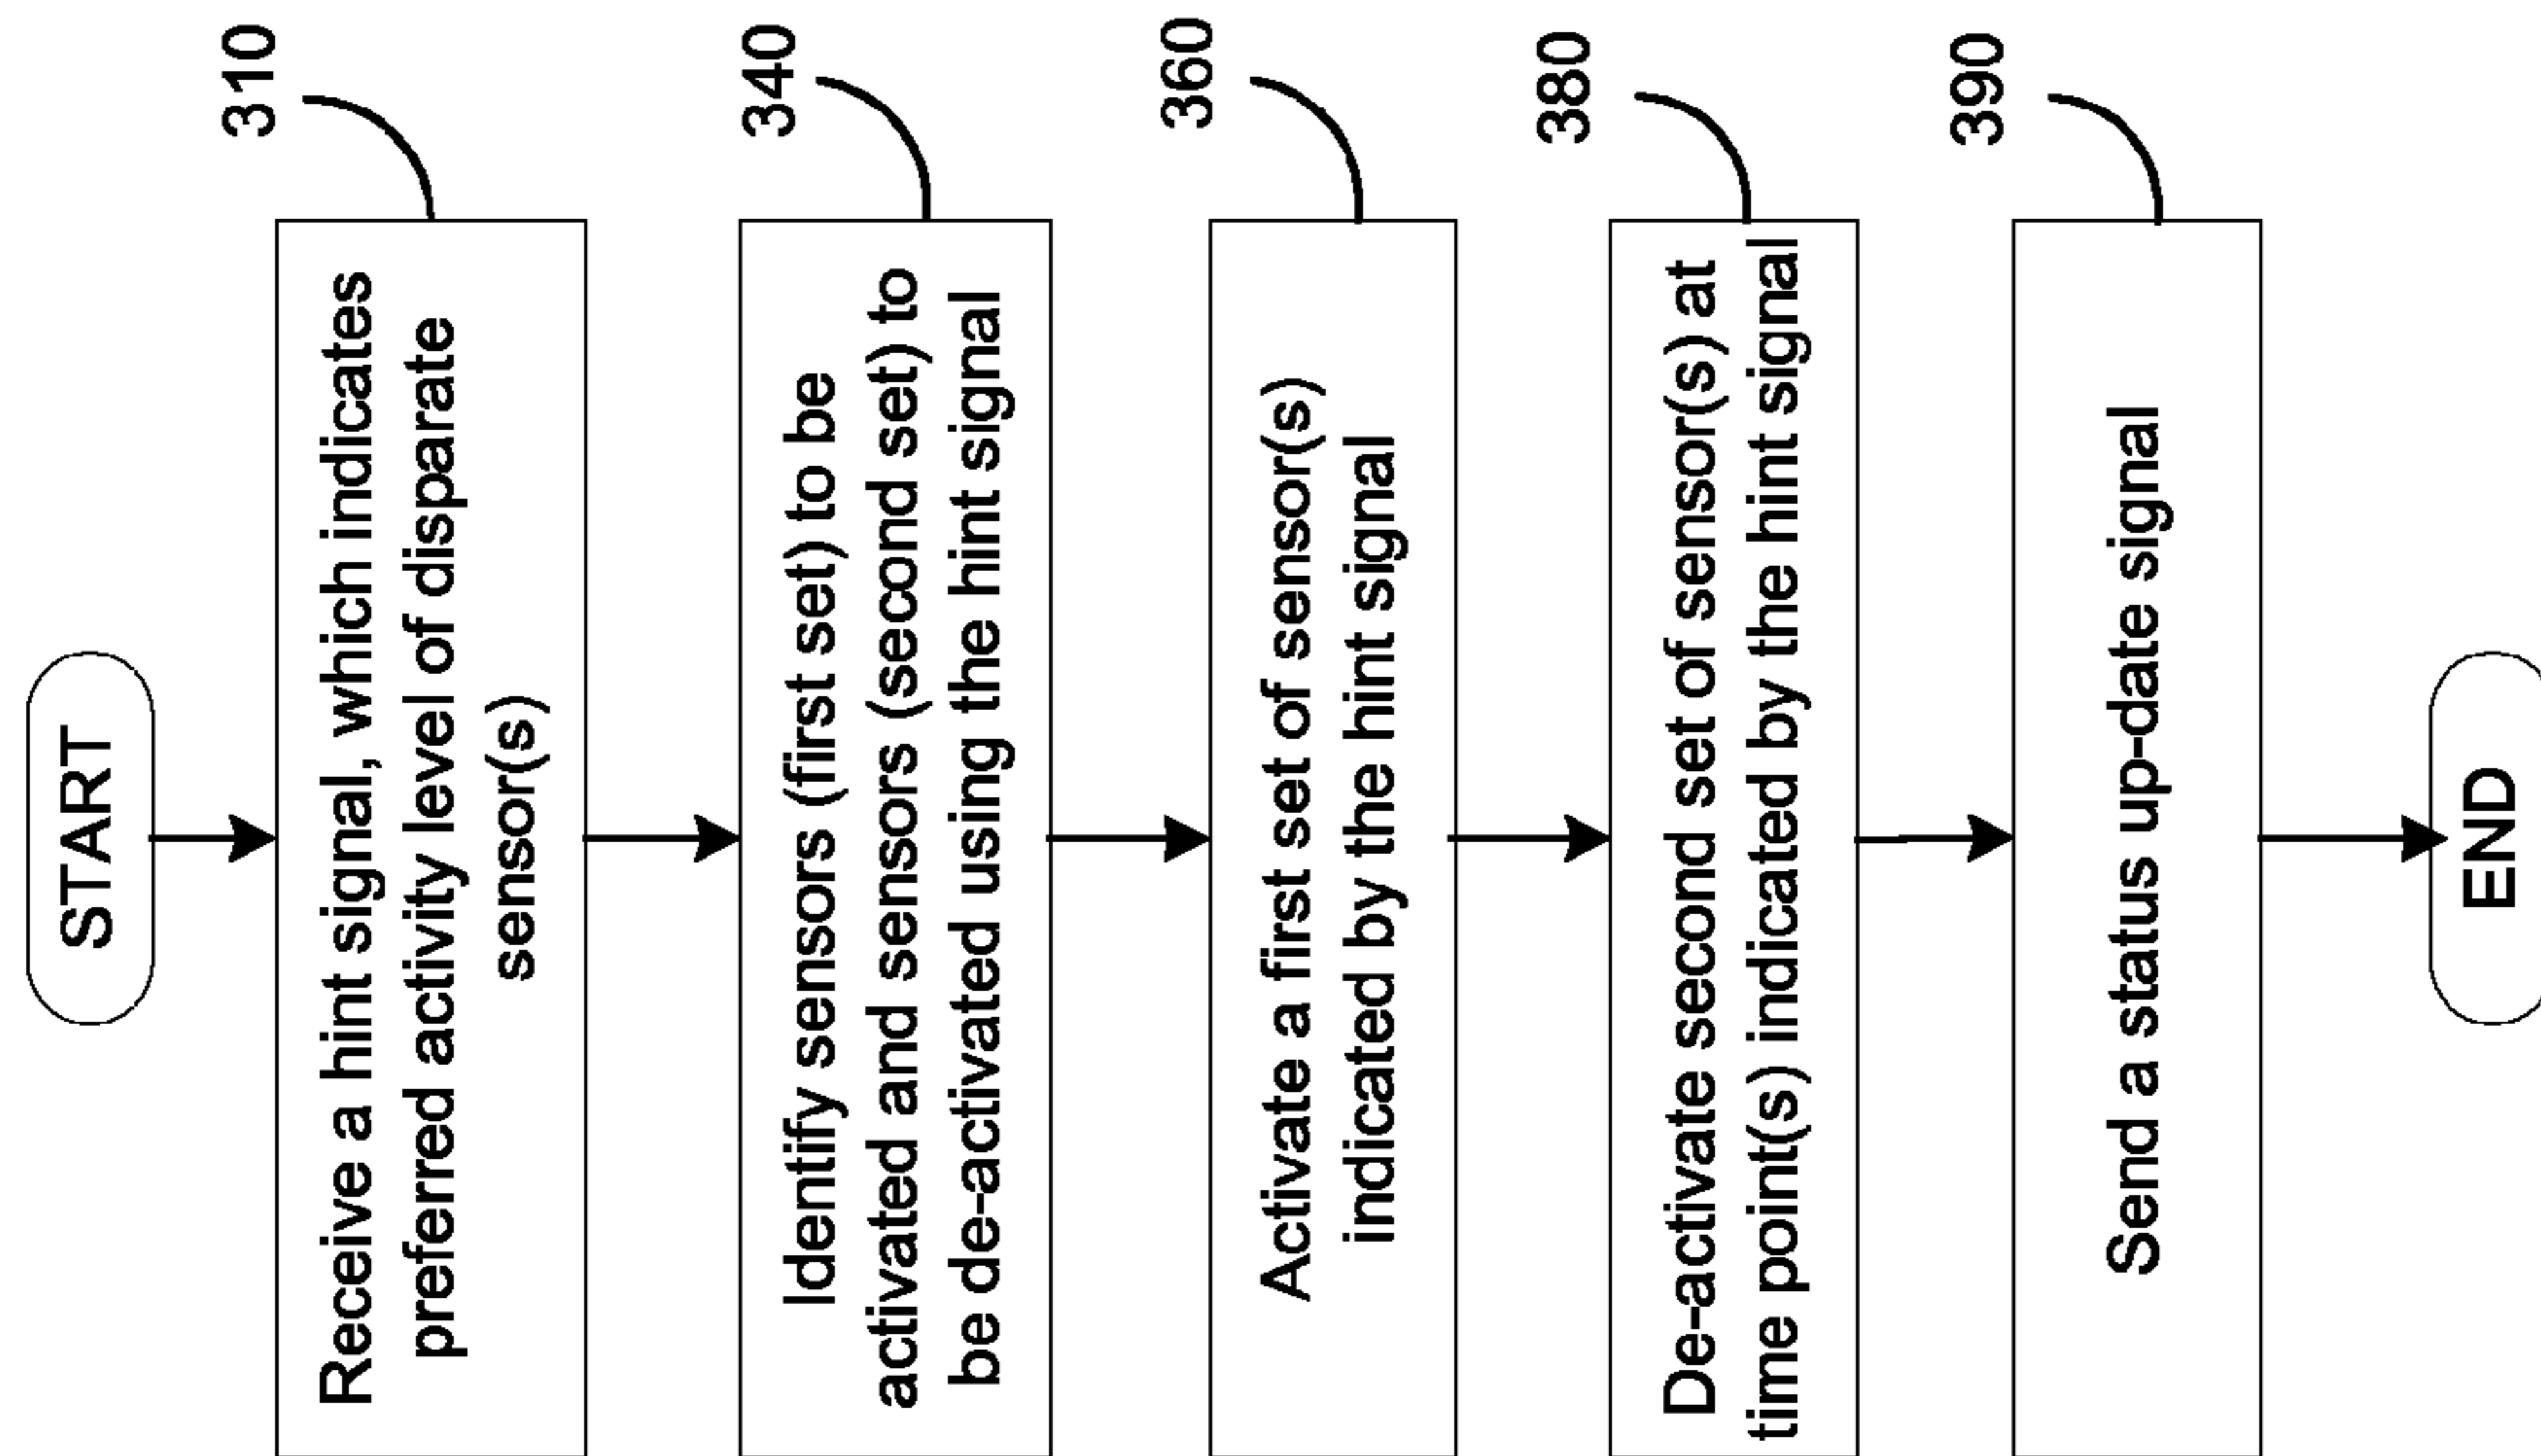 START
310
Receive a hint signal, which indicates
preferred activity level of disparate
sensor(s)
340
Identify sensors (first set) to be
activated and sensors (second set) to
be de-activated using the hint signal
360
Activate a first set of sensor(s)
indicated by the hint signal
380
De-activate second set of sensor(s) at
time point(s) indicated by the hint signal
390
Send a status up-date signal
END